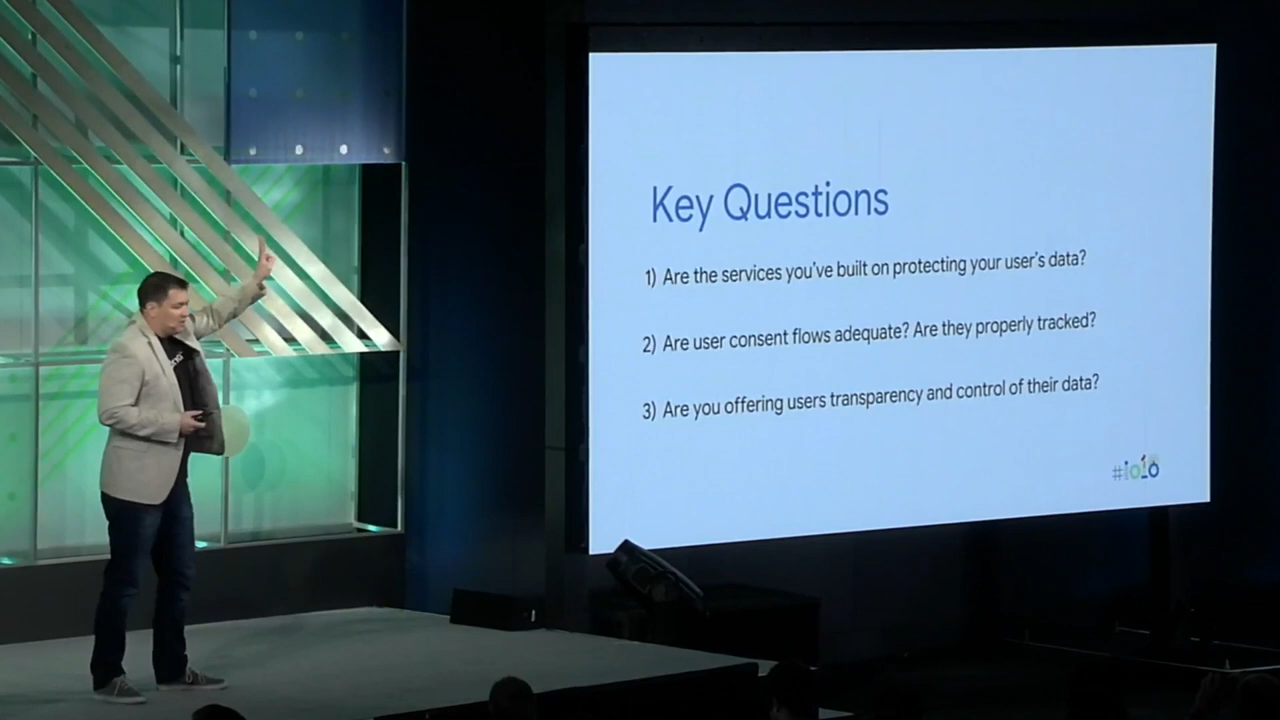 Key Questions
1) Are the services you've built on protecting your user's data?
2) Are user consent flows adequate? Are they properly tracked?
3) Are you offering users transparency and control of their data?
#io18